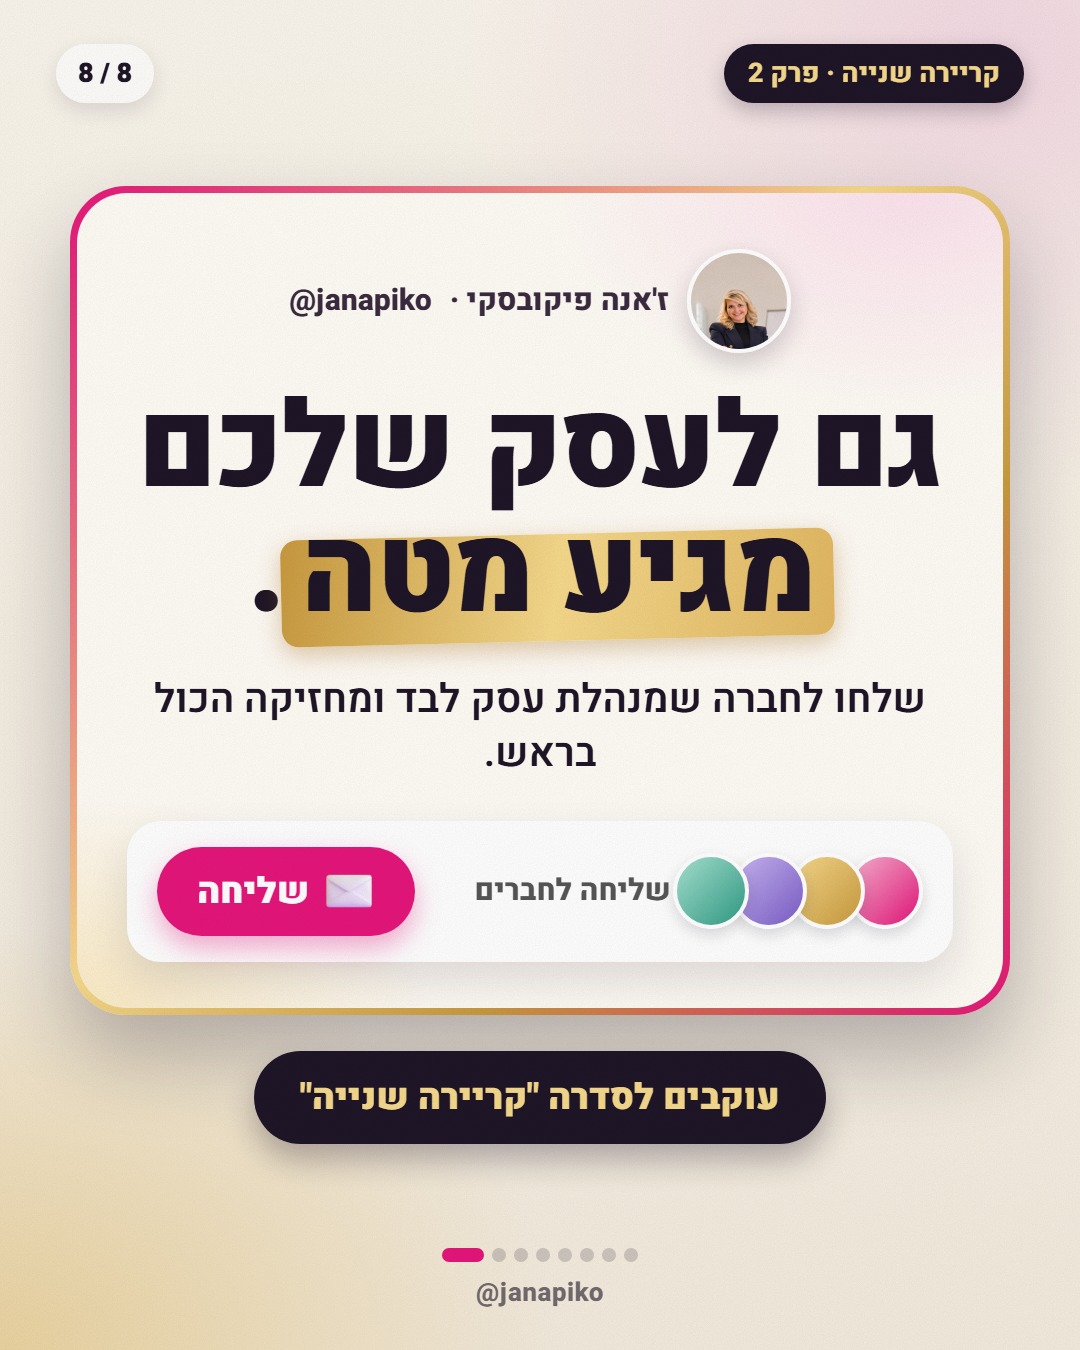 קריירה שנייה · פרק 2
8 / 8
ז'אנה פיקובסקי · @janapiko
גם לעסק שלכם
מגיע מטה.
שלחו לחברה שמנהלת עסק לבד ומחזיקה הכול
בראש.
שליחה לחברים
שליחה
עוקבים לסדרה "קריירה שנייה"
@janapiko